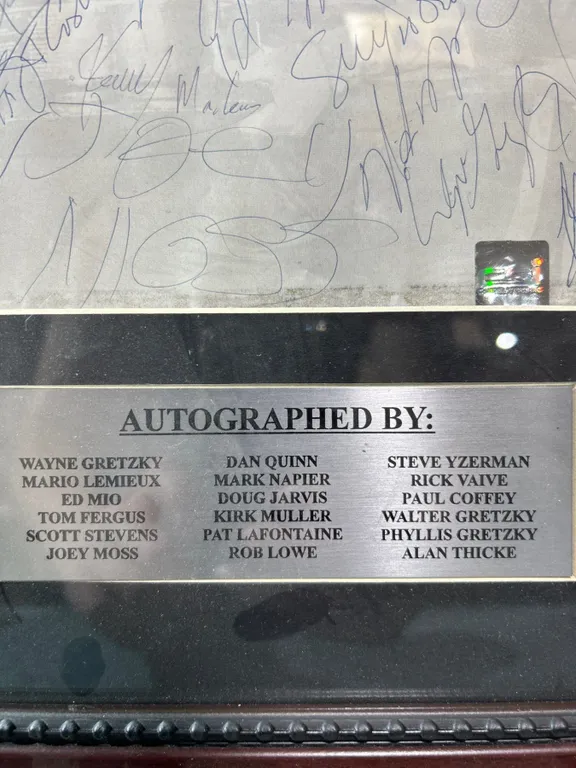 JOEY
MOSS
AUTOGRAPHED BY:
WAYNE GRETZKY DAN QUINN STEVE YZERMAN
MARIO LEMIEUX MARK NAPIER RICK VAIVE
ED MIO DOUG JARVIS PAUL COFFEY
TOM FERGUS KIRK MULLER WALTER GRETZKY
SCOTT STEVENS PAT LAFONTAINE PHYLLIS GRETZKY
JOEY MOSS ROB LOWE ALAN THICKE